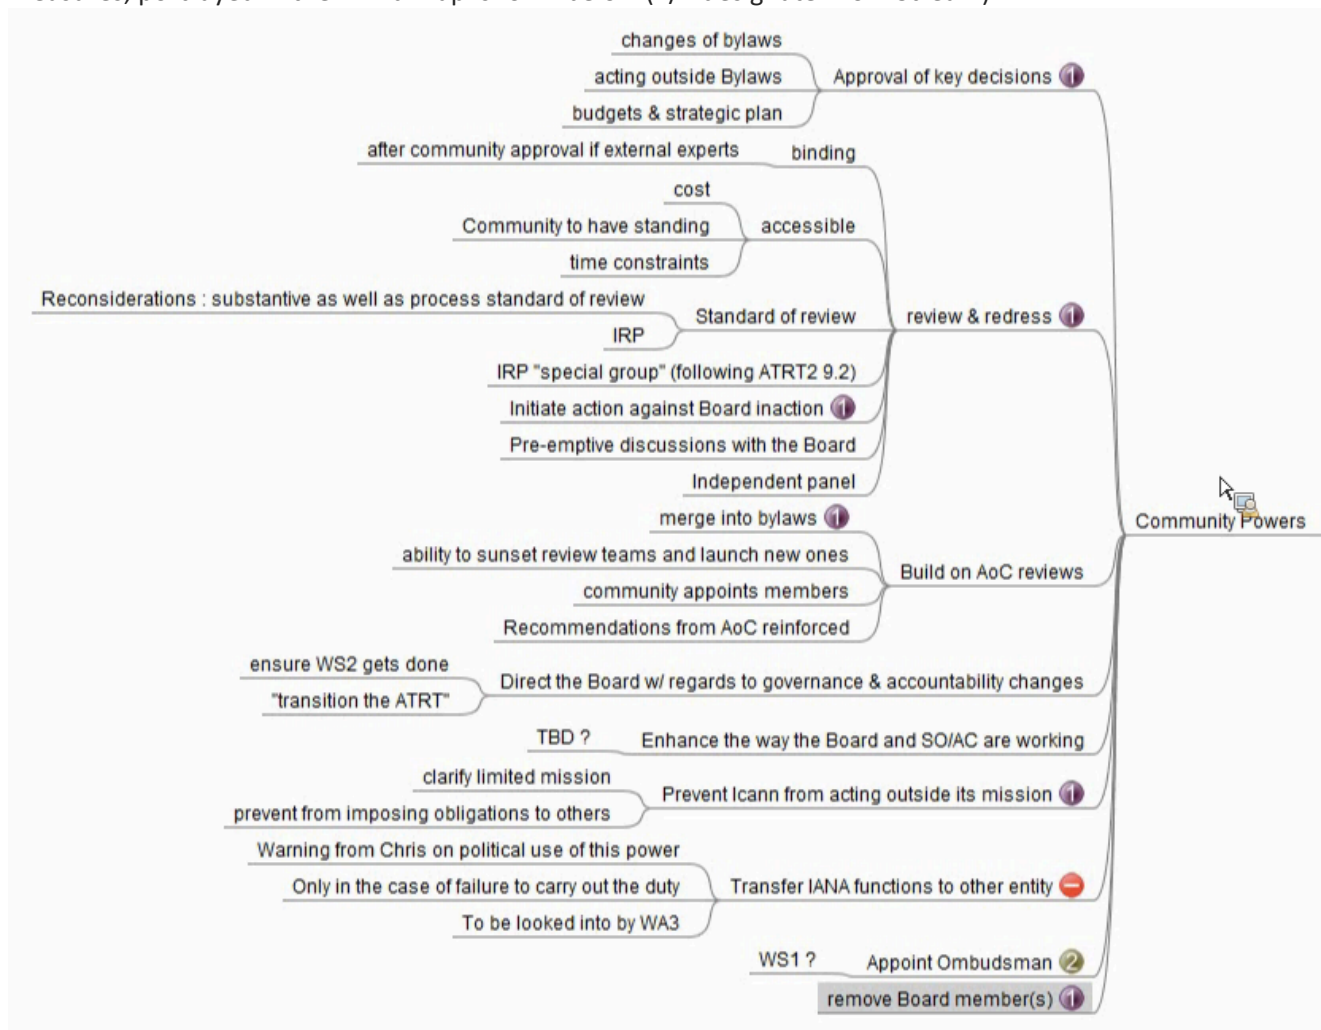 changes of bylaws
acting outside Bylaws
budgets & strategic plan
Approval of key decisions 1
after community approval if external experts
binding
cost
Community to have standing
time constraints
accessible
Reconsiderations : substantive as well as process standard of review
IRP
Standard of review
review & redress 1
IRP "special group" (following ATRT2 9.2)
Initiate action against Board inaction 1
Pre-emptive discussions with the Board
Independent panel
merge into bylaws 1
ability to sunset review teams and launch new ones
community appoints members
Recommendations from AoC reinforced
Build on AoC reviews
Community Powers
ensure WS2 gets done
"transition the ATRT"
Direct the Board w/ regards to governance & accountability changes
TBD ?
Enhance the way the Board and SO/AC are working
clarify limited mission
prevent from imposing obligations to others
Prevent Icann from acting outside its mission 1
Warning from Chris on political use of this power
Only in the case of failure to carry out the duty
To be looked into by WA3
Transfer IANA functions to other entity
WS1 ?
Appoint Ombudsman 2
remove Board member(s) 1